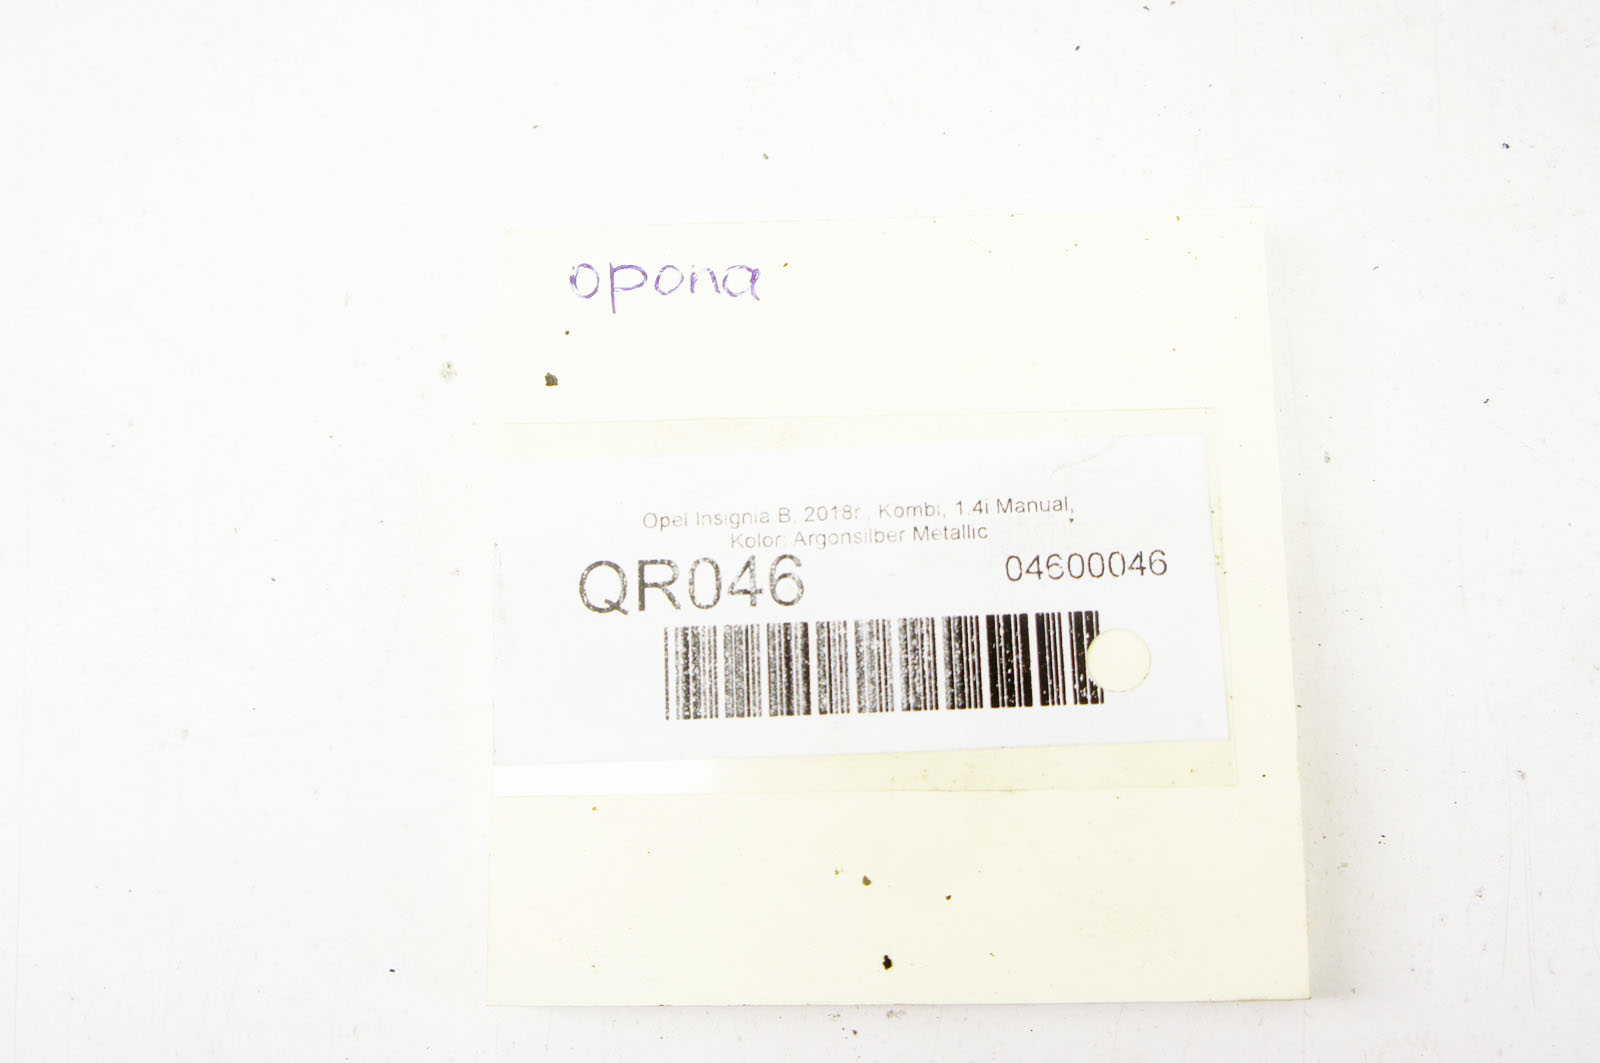 opona
Opel Insignia B, 2018r., Kombi, 1.4i Manual,
Kolor: Argonsilber Metallic
QR046
04600046